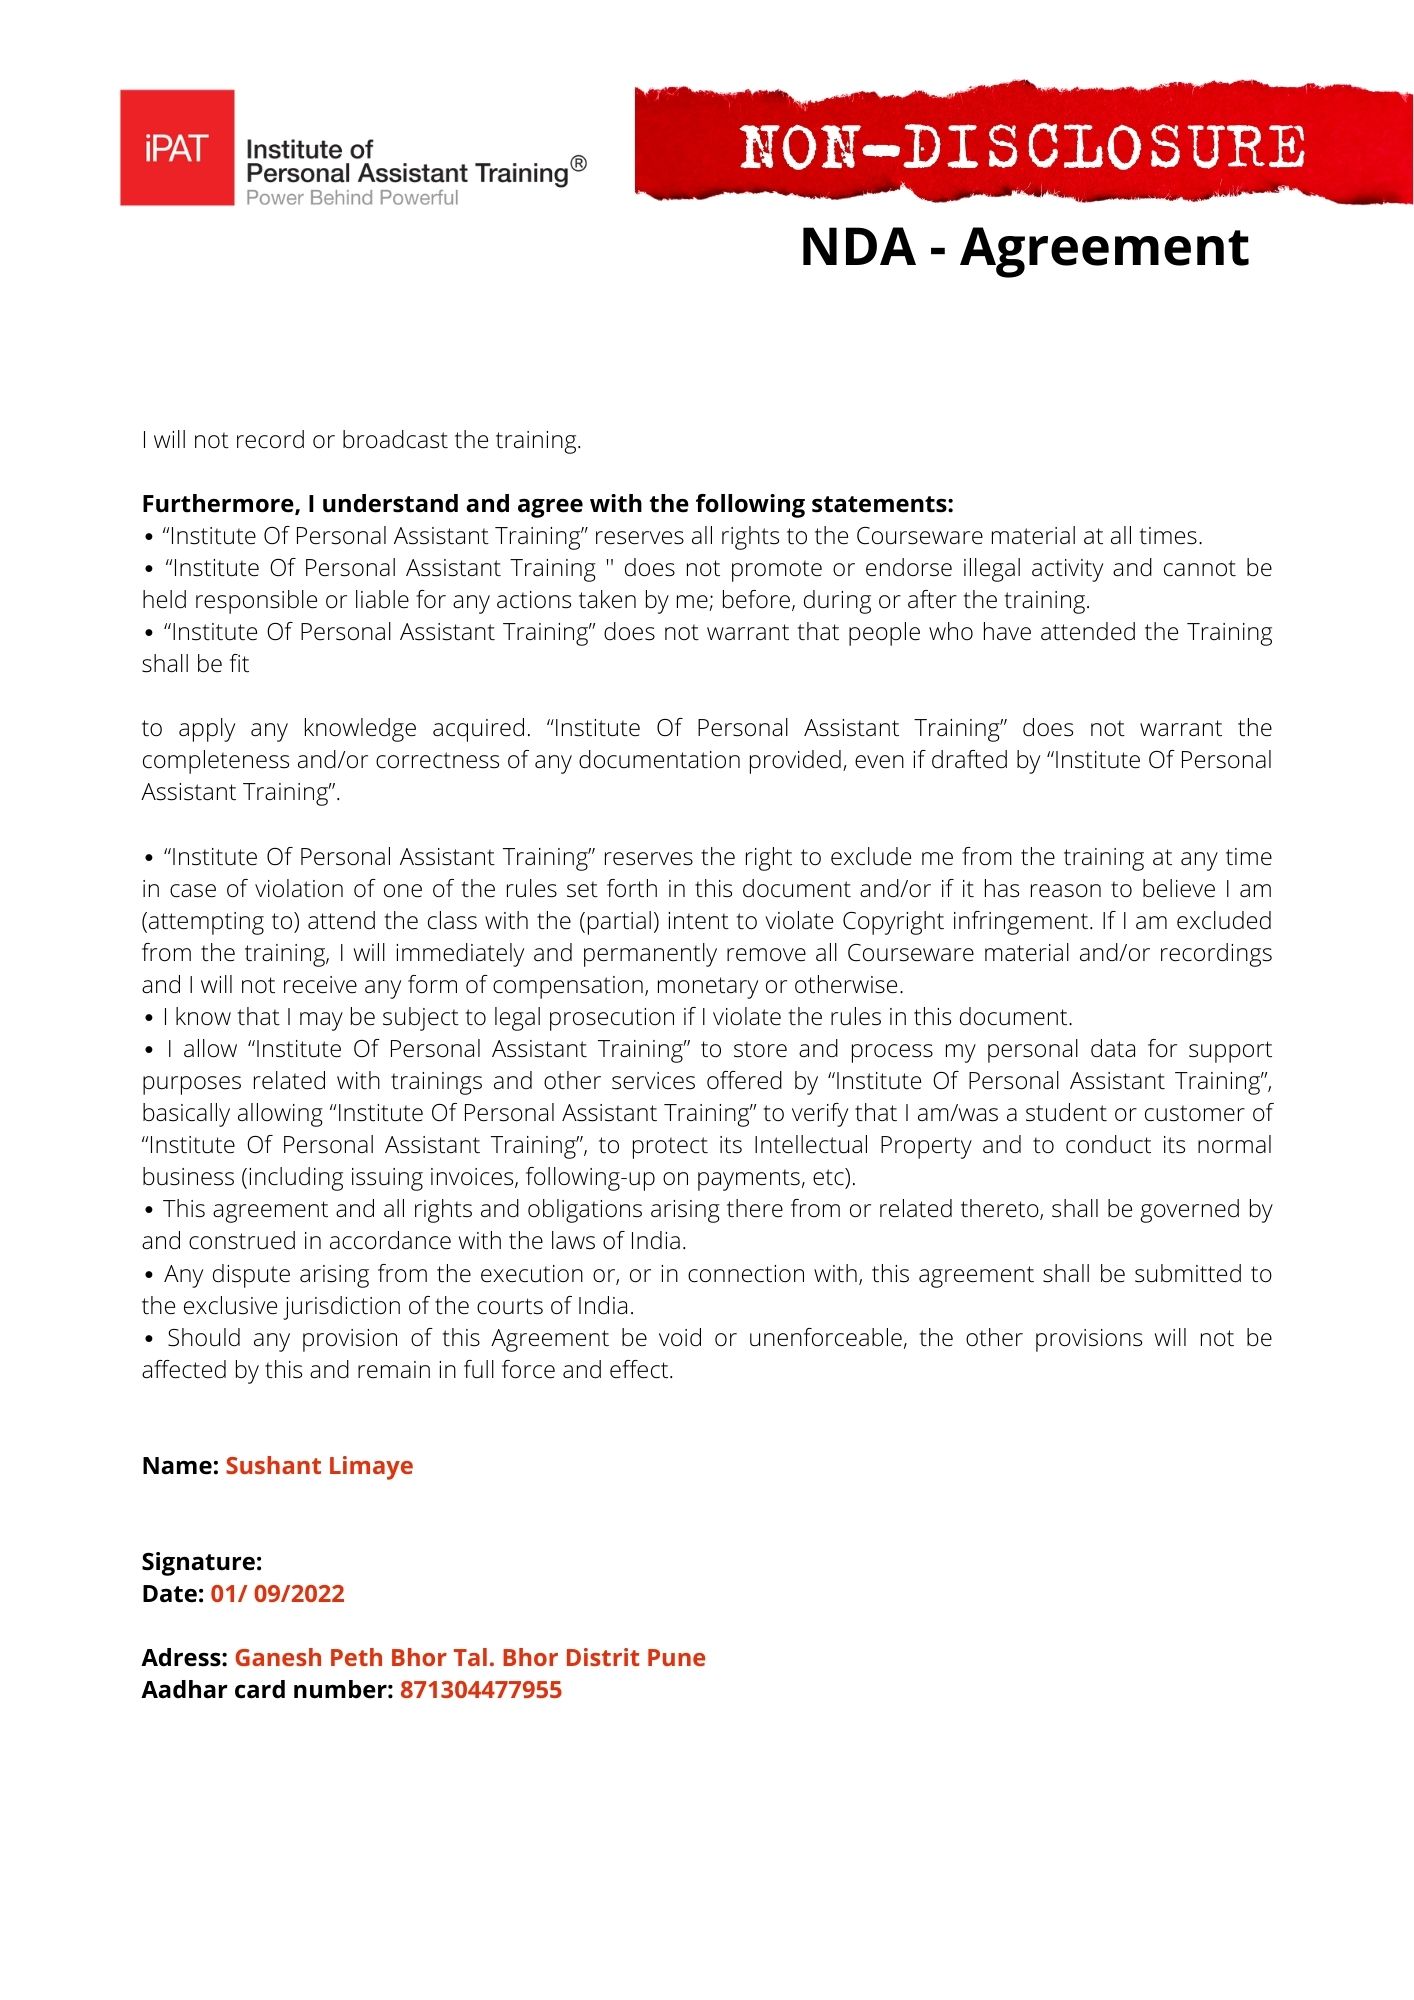 iPAT
Institute of
Personal Assistant Training®
Power Behind Powerful
NON-DISCLOSURE
NDA - Agreement
I will not record or broadcast the training.
Furthermore, I understand and agree with the following statements:
• “Institute Of Personal Assistant Training” reserves all rights to the Courseware material at all times.
• “Institute Of Personal Assistant Training " does not promote or endorse illegal activity and cannot be
held responsible or liable for any actions taken by me; before, during or after the training.
• “Institute Of Personal Assistant Training” does not warrant that people who have attended the Training
shall be fit
to apply any knowledge acquired. “Institute Of Personal Assistant Training” does not warrant the
completeness and/or correctness of any documentation provided, even if drafted by “Institute Of Personal
Assistant Training”.
• “Institute Of Personal Assistant Training” reserves the right to exclude me from the training at any time
in case of violation of one of the rules set forth in this document and/or if it has reason to believe I am
(attempting to) attend the class with the (partial) intent to violate Copyright infringement. If I am excluded
from the training, I will immediately and permanently remove all Courseware material and/or recordings
and I will not receive any form of compensation, monetary or otherwise.
• I know that I may be subject to legal prosecution if I violate the rules in this document.
• I allow “Institute Of Personal Assistant Training” to store and process my personal data for support
purposes related with trainings and other services offered by “Institute Of Personal Assistant Training”,
basically allowing “Institute Of Personal Assistant Training” to verify that I am/was a student or customer of
“Institute Of Personal Assistant Training”, to protect its Intellectual Property and to conduct its normal
business (including issuing invoices, following-up on payments, etc).
• This agreement and all rights and obligations arising there from or related thereto, shall be governed by
and construed in accordance with the laws of India.
• Any dispute arising from the execution or, or in connection with, this agreement shall be submitted to
the exclusive jurisdiction of the courts of India.
• Should any provision of this Agreement be void or unenforceable, the other provisions will not be
affected by this and remain in full force and effect.
Name: Sushant Limaye
Signature:
Date: 01/ 09/2022
Adress: Ganesh Peth Bhor Tal. Bhor Distrit Pune
Aadhar card number: 871304477955